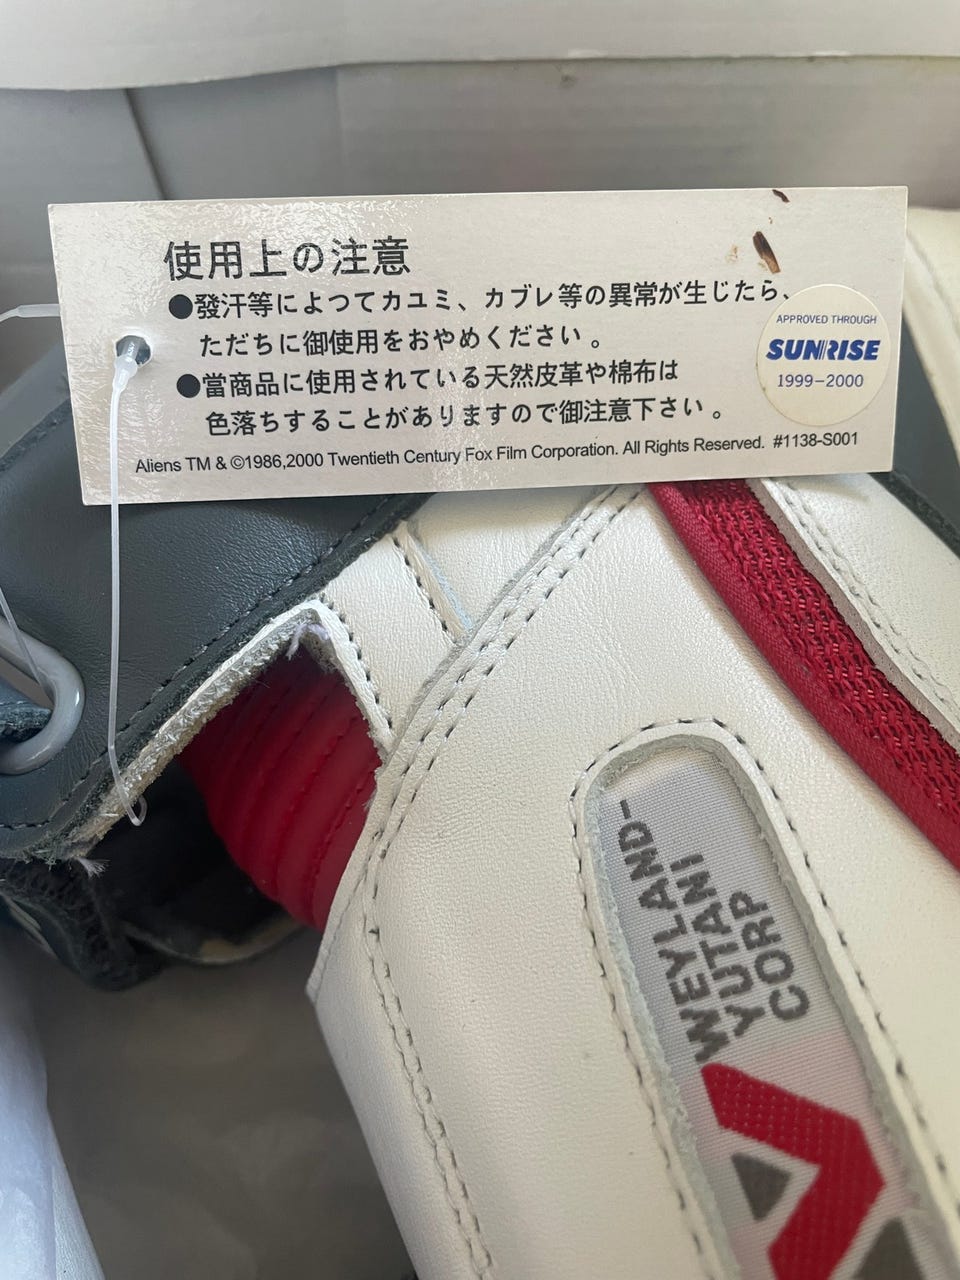 使用上の注意
●發汗等によつてカユミ、カブレ等の異常が生じたら、
ただちに御使用をおやめください 。
●當商品に使用されている天然皮革や棉布は
色落ちすることがありますので御注意下さい 。
Aliens TM & ©1986,2000 Twentieth Century Fox Film Corporation. All Rights Reserved. #1138-S001
APPROVED THROUGH
SUNRISE
1999-2000
WEYLAND-
YUTANI
CORP